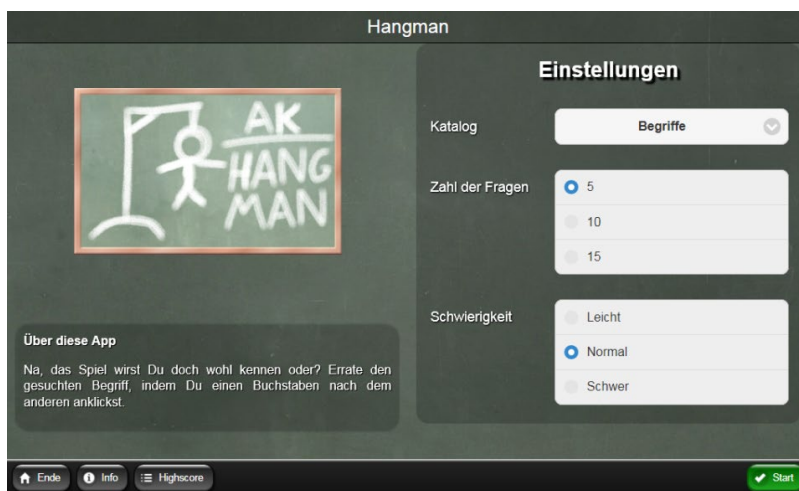 Hangman
AK
HANG
MAN
Über diese App
Na, das Spiel wirst Du doch wohl kennen oder? Errate den
gesuchten Begriff, indem Du einen Buchstaben nach dem
anderen anklickst.
Einstellungen
Katalog
Begriffe
Zahl der Fragen
5
10
15
Schwierigkeit
Leicht
Normal
Schwer
Ende
Info
Highscore
Start